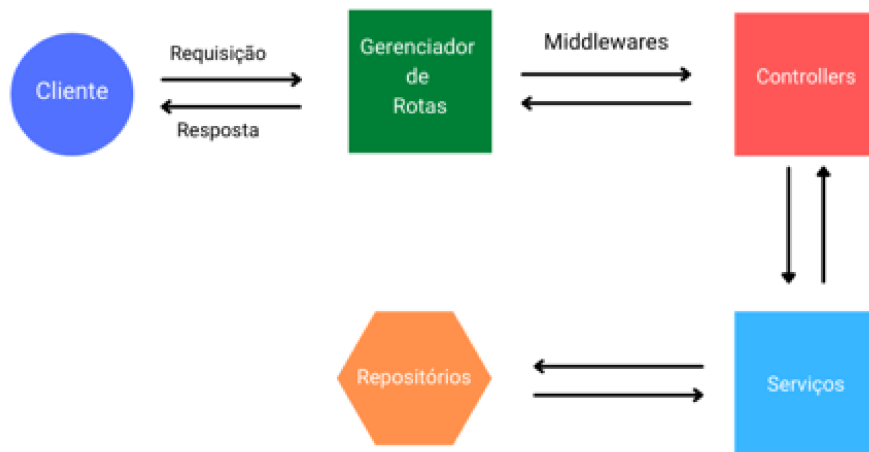 Cliente
Requisição
Resposta
Gerenciador
de
Rotas
Middlewares
Controllers
Repositórios
Serviços